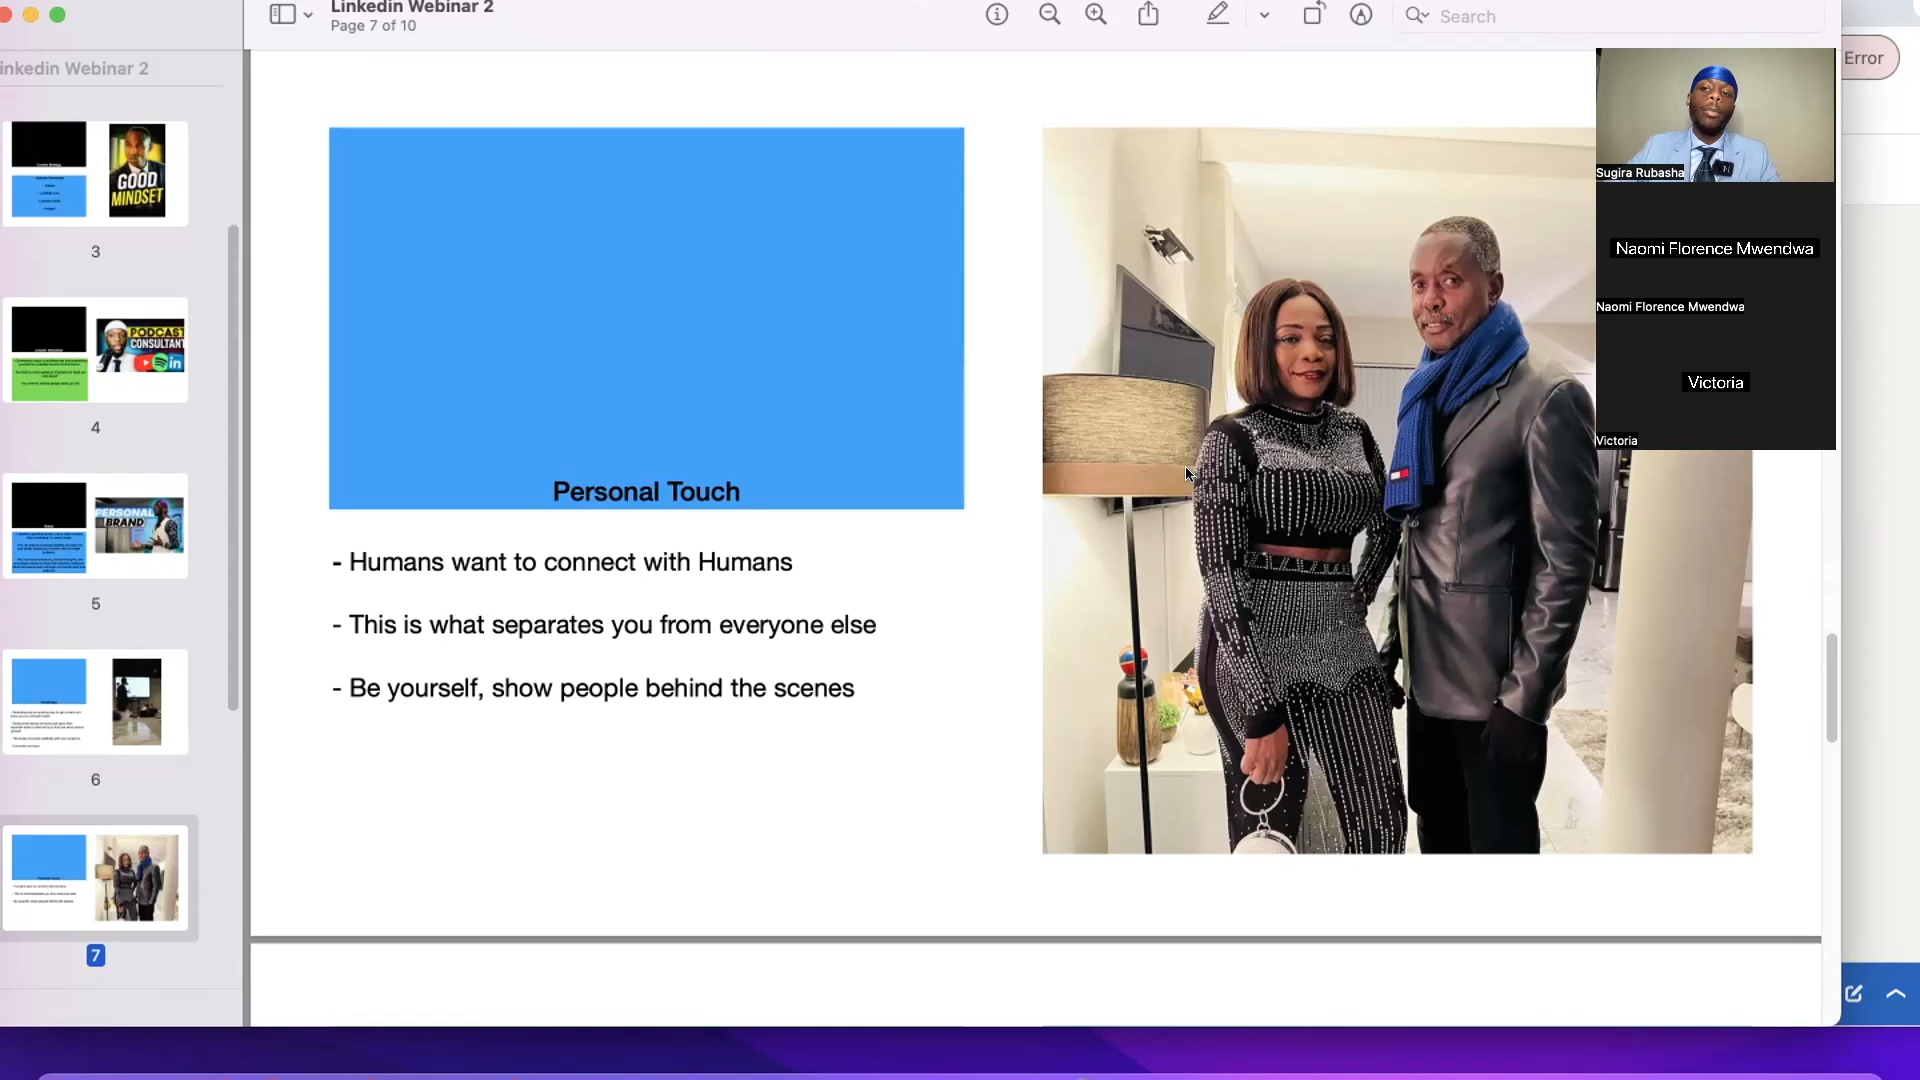 Linkedin Webinar 2
Page 7 of 10
Search
Error
inkedin Webinar 2
GOOD
MINDSET
3
PODCAST
CONSULTANT
in
4
PERSONAL
BRAND
5
6
7
Personal Touch
- Humans want to connect with Humans
- This is what separates you from everyone else
- Be yourself, show people behind the scenes
Sugira Rubasha
Naomi Florence Mwendwa
Naomi Florence Mwendwa
Victoria
Victoria